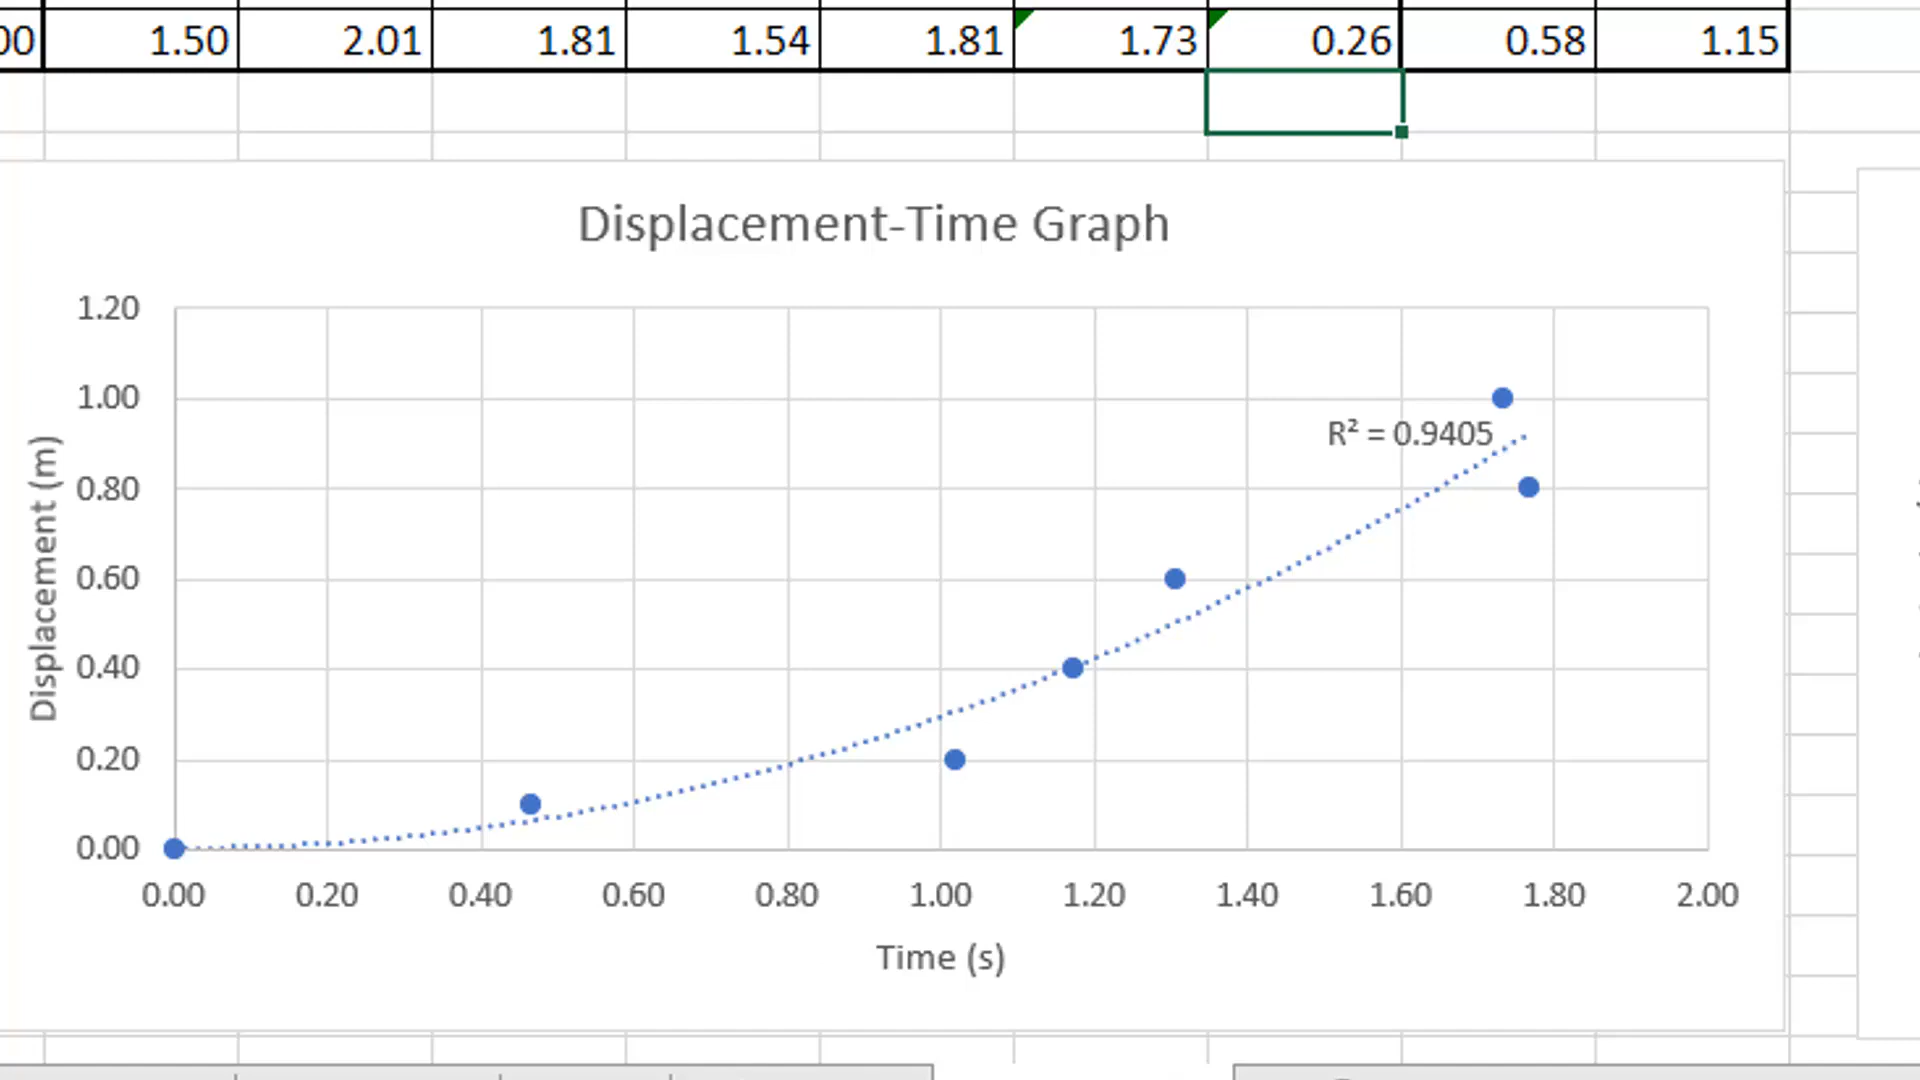 00 1.50 2.01 1.81 1.54 1.81 1.73 0.26 0.58 1.15
Displacement-Time Graph
1.20
1.00
0.80
0.60
0.40
0.20
0.00
Displacement (m)
R² = 0.9405
0.00 0.20 0.40 0.60 0.80 1.00 1.20 1.40 1.60 1.80 2.00
Time (s)